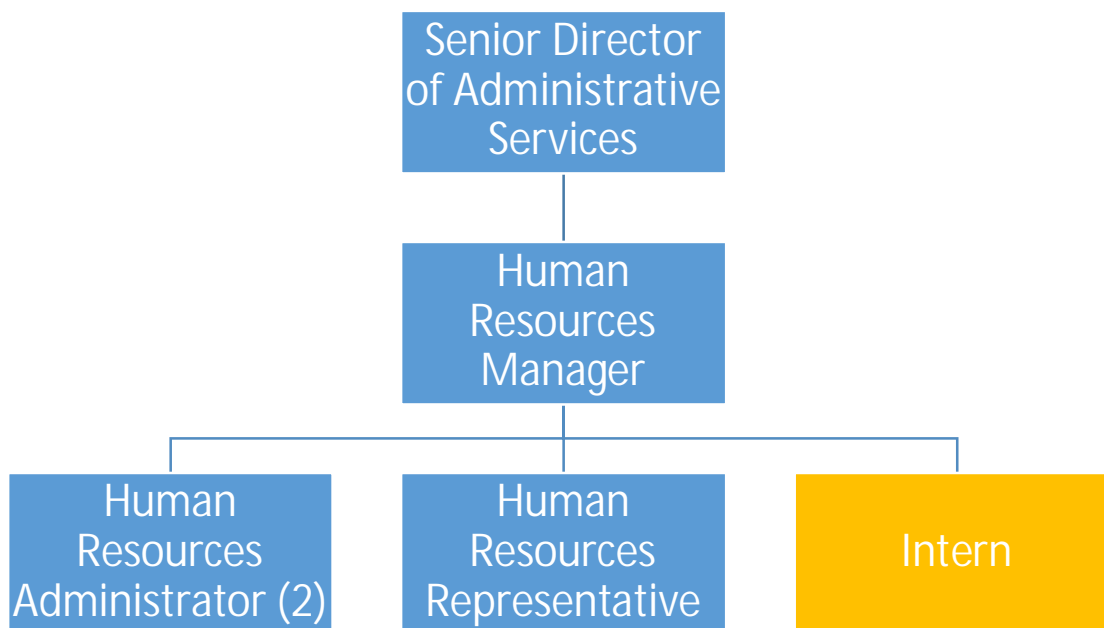 Senior Director
of Administrative
Services
Human
Resources
Manager
Human
Resources
Administrator (2)
Human
Resources
Representative
Intern